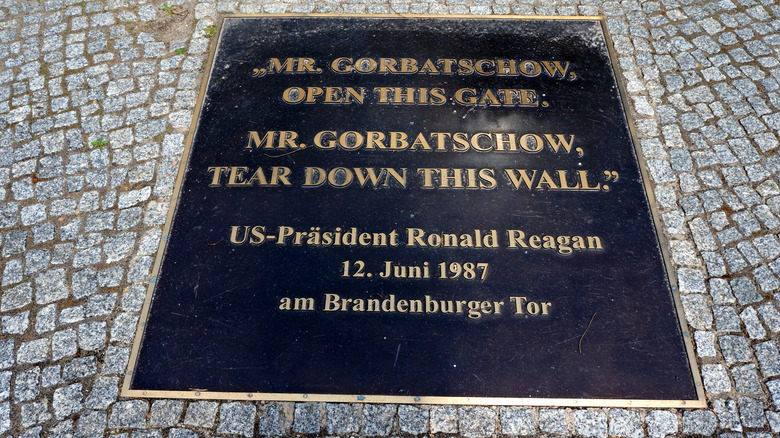 „MR. GORBATSCHOW,
OPEN THIS GATE.
MR. GORBATSCHOW,
TEAR DOWN THIS WALL.”
US-Präsident Ronald Reagan
12. Juni 1987
am Brandenburger Tor